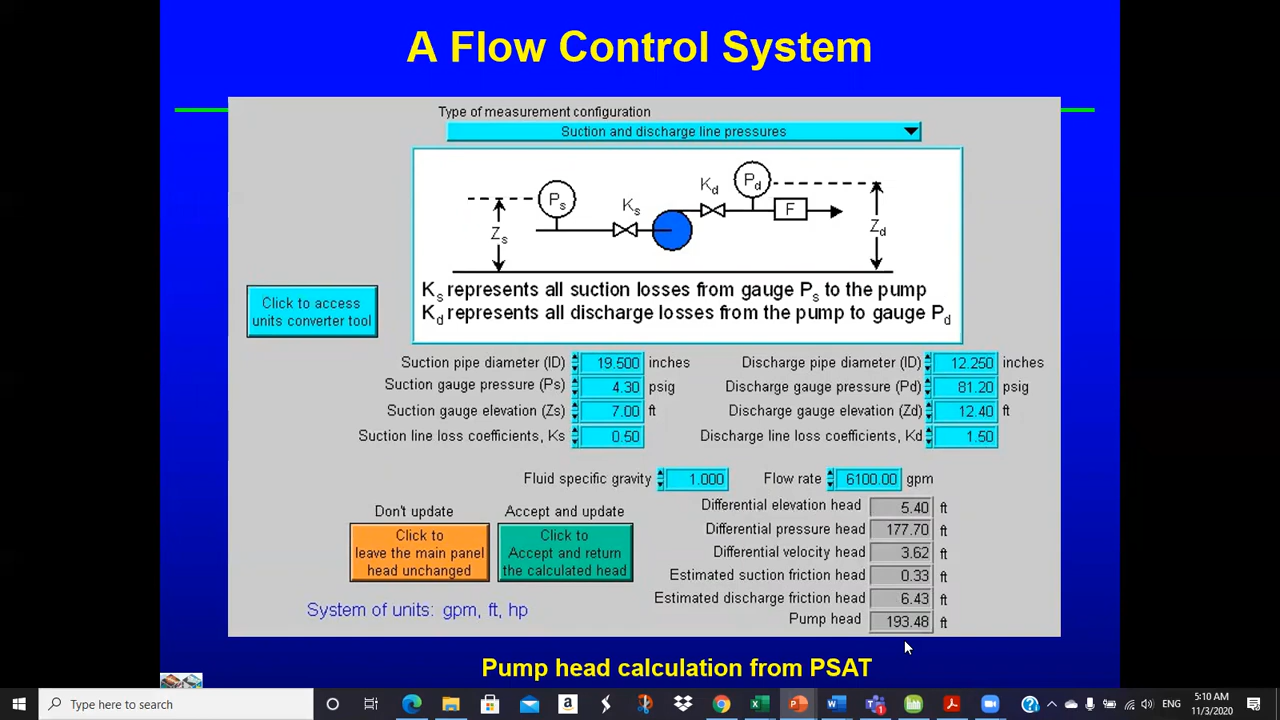 A Flow Control System
Type of measurement configuration
Suction and discharge line pressures
Ps
Ks
Kd
Pd
F
Zs
Zd
Ks represents all suction losses from gauge Ps to the pump
Kd represents all discharge losses from the pump to gauge Pd
Click to access
units converter tool
Suction pipe diameter (ID) 19.500 inches
Discharge pipe diameter (ID) 12.250 inches
Suction gauge pressure (Ps) 4.30 psig
Discharge gauge pressure (Pd) 81.20 psig
Suction gauge elevation (Zs) 7.00 ft
Discharge gauge elevation (Zd) 12.40 ft
Suction line loss coefficients, Ks 0.50
Discharge line loss coefficients, Kd 1.50
Fluid specific gravity 1.000 Flow rate 6100.00 gpm
Don't update
Click to
leave the main panel
head unchanged
Accept and update
Click to
Accept and return
the calculated head
Differential elevation head 5.40 ft
Differential pressure head 177.70 ft
Differential velocity head 3.62 ft
Estimated suction friction head 0.33 ft
Estimated discharge friction head 6.43 ft
Pump head 193.48 ft
System of units: gpm, ft, hp
Pump head calculation from PSAT
Type here to search
5:10 AM
11/3/2020